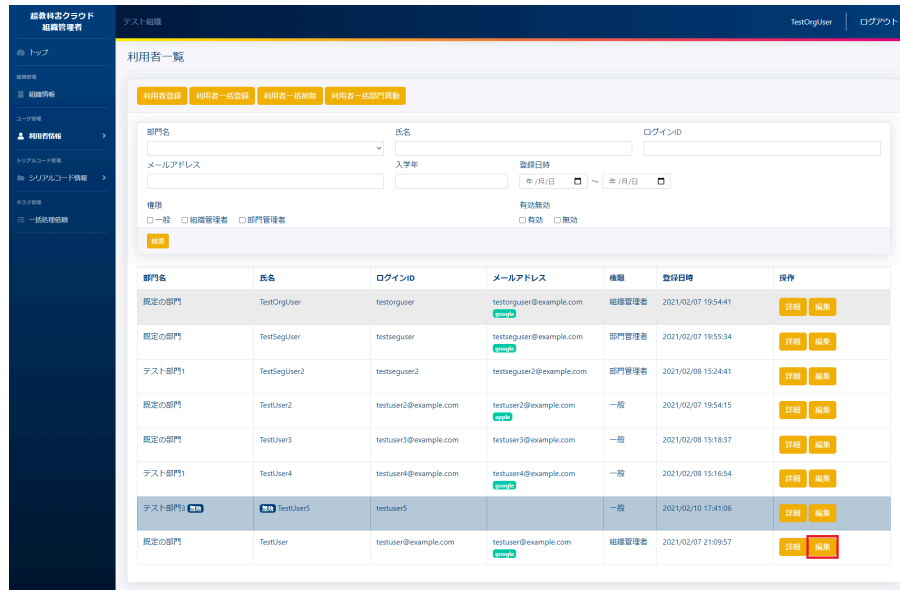 超教科書クラウド
組織管理者
テスト組織
TestOrgUser
ログアウト
トップ
組織管理
組織情報
ユーザ管理
利用者情報
シリアルコード管理
シリアルコード情報
タスク管理
一括処理依頼
利用者一覧
利用者登録 利用者一括登録 利用者一括削除 利用者一括部門異動
部門名 氏名 ログインID
メールアドレス 入学年 登録日時
年 /月/日 ～ 年 /月/日
権限 有効無効
一般 組織管理者 部門管理者 有効 無効
検索
部門名 氏名 ログインID メールアドレス 権限 登録日時 操作
既定の部門 TestOrgUser testorguser testorguser@example.com 組織管理者 2021/02/07 19:54:41 詳細 編集
google
既定の部門 TestSegUser testseguser testseguser@example.com 部門管理者 2021/02/07 19:55:34 詳細 編集
google
テスト部門1 TestSegUser2 testseguser2 testseguser2@example.com 部門管理者 2021/02/08 15:24:41 詳細 編集
既定の部門 TestUser2 testuser2@example.com testuser2@example.com 一般 2021/02/07 19:54:15 詳細 編集
apple
既定の部門 TestUser3 testuser3@example.com testuser3@example.com 一般 2021/02/08 15:18:37 詳細 編集
テスト部門1 TestUser4 testuser4@example.com testuser4@example.com 一般 2021/02/08 15:16:54 詳細 編集
google
テスト部門3 無効 無効 TestUser5 testuser5 一般 2021/02/10 17:41:06 詳細 編集
既定の部門 TestUser testuser@example.com testuser@example.com 組織管理者 2021/02/07 21:09:57 詳細 編集
google